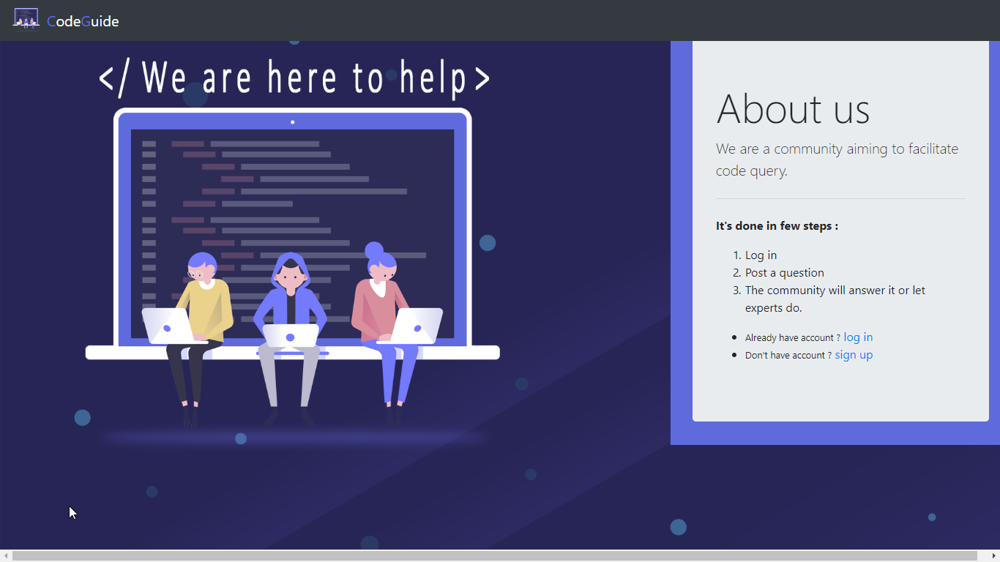 CodeGuide
</ We are here to help >
About us
We are a community aiming to facilitate
code query.
It's done in few steps :
1. Log in
2. Post a question
3. The community will answer it or let
experts do.
Already have account ? log in
Don't have account ? sign up